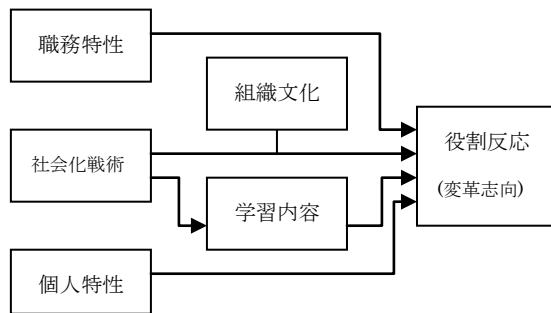 職務特性
組織文化
社会化戦術
学習内容
個人特性
役割反応
(変革志向)